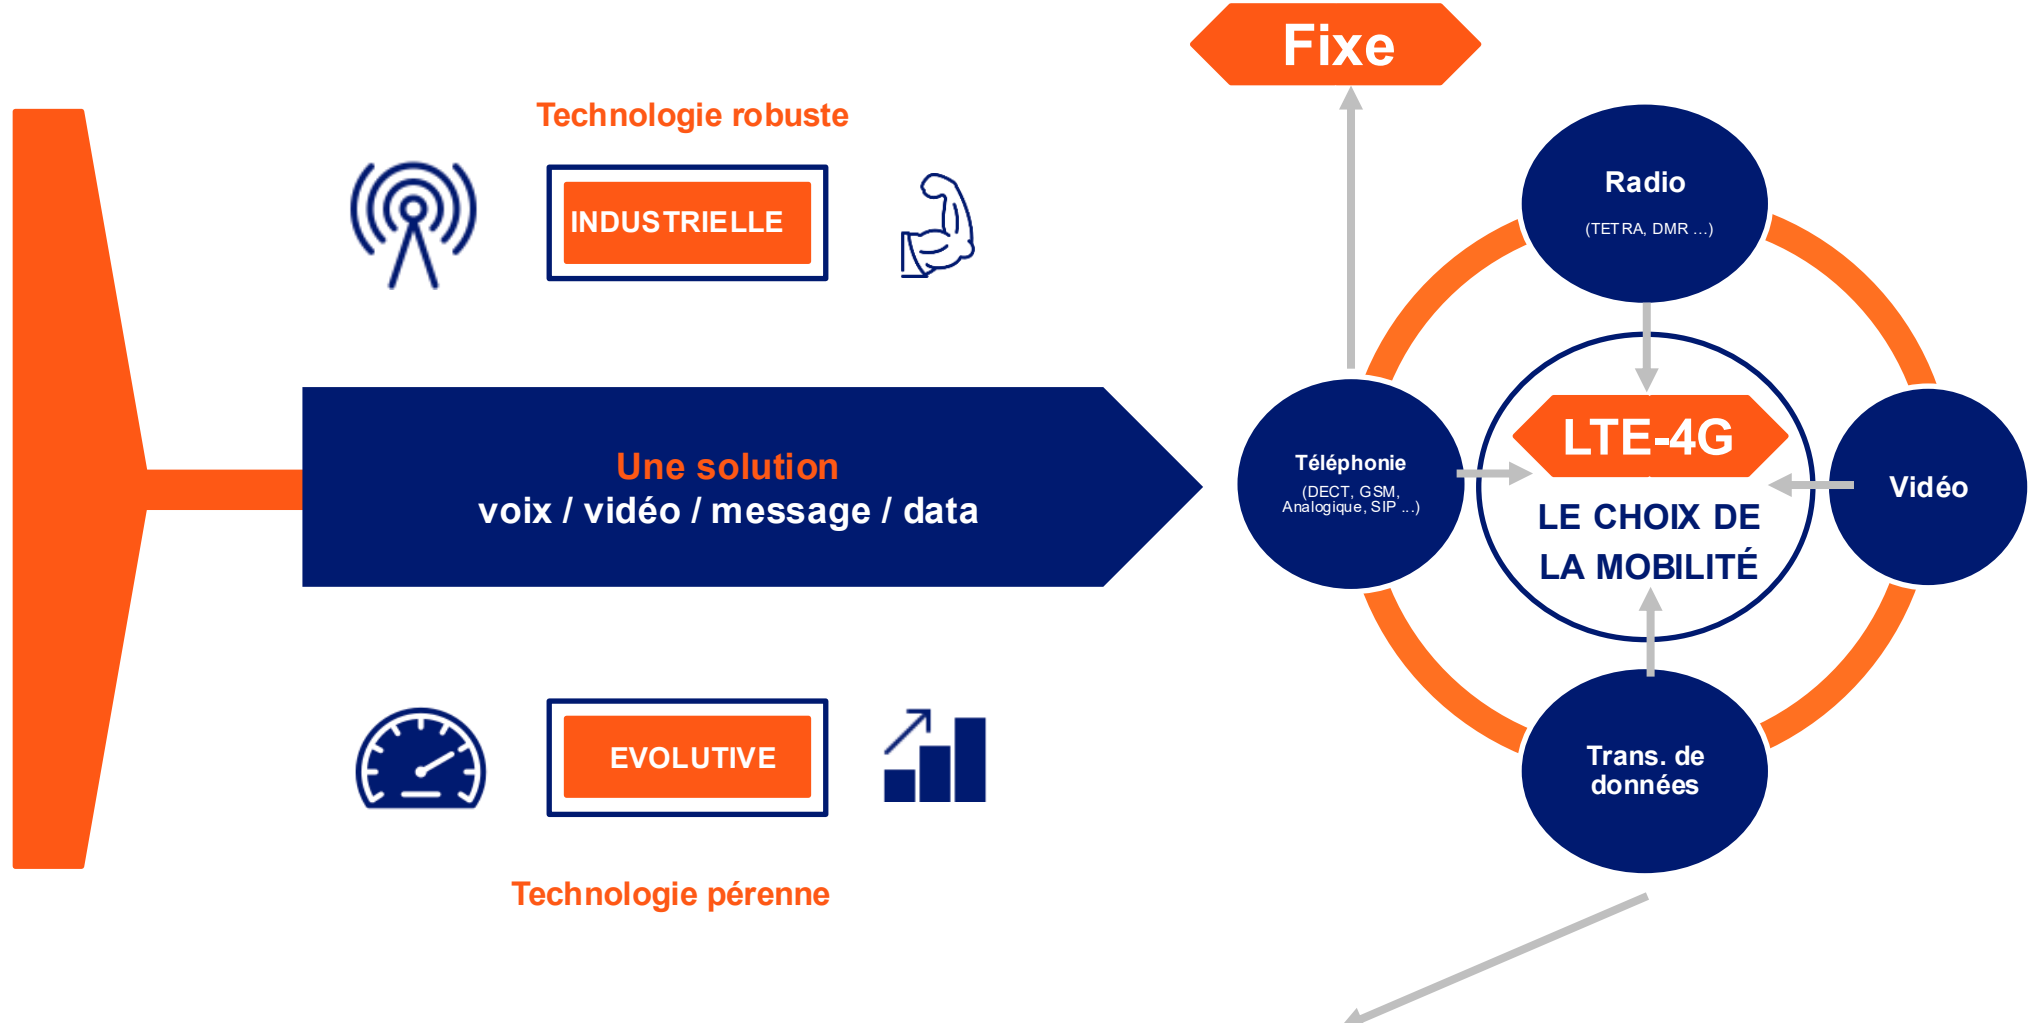 Technologie robuste
INDUSTRIELLE
Une solution
voix / vidéo / message / data
EVOLUTIVE
Technologie pérenne
Fixe
Radio
(TETRA, DMR ...)
Téléphonie
(DECT, GSM,
Analogique, SIP ...)
LTE-4G
LE CHOIX DE
LA MOBILITÉ
Vidéo
Trans. de
données